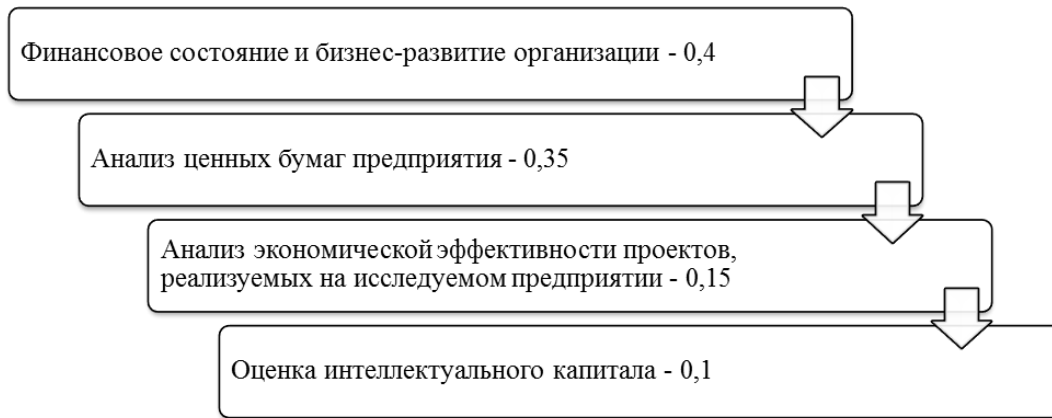 Финансовое состояние и бизнес-развитие организации - 0,4
Анализ ценных бумаг предприятия - 0,35
Анализ экономической эффективности проектов,
реализуемых на исследуемом предприятии - 0,15
Оценка интеллектуального капитала - 0,1